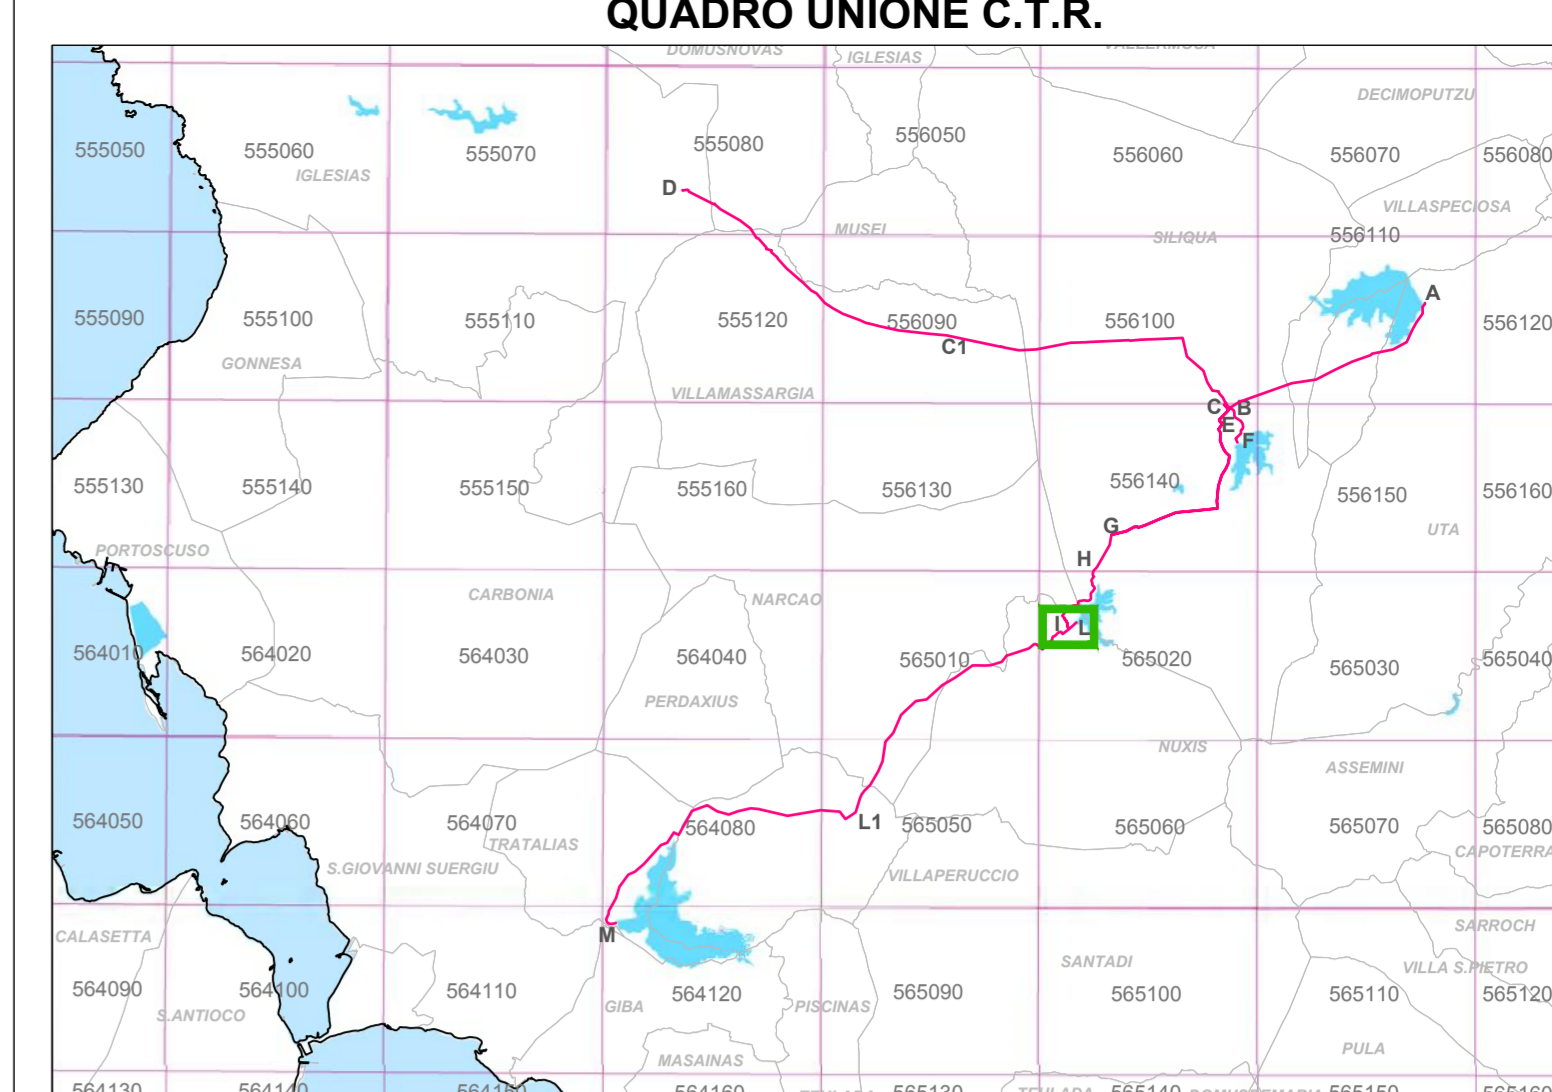 QUADRO UNIONE C.T.R.
DOMUSNOVAS
IGLESIAS
VALLERMOSA
DECIMOPUTZU
555050
555060
555070
555080
556050
556060
556070
556080
IGLESIAS
D
VILLASPECIOSA
MUSEI
SILIQUA
556110
A
555090
555100
555110
555120
556090
556100
556120
C1
GONNESA
VILLAMASSARGIA
C
B
E
F
555130
555140
555150
555160
556130
556140
556150
556160
G
UTA
PORTOSCUSO
H
CARBONIA
NARCAO
I
L
564010
564020
564030
564040
565010
565020
565030
565040
PERDAXIUS
NUXIS
ASSEMINI
564050
564060
564070
564080
L1
565050
565060
565070
565080
TRATALIAS
CAPOTERRA
S.GIOVANNI SUERGIU
VILLAPERUCCIO
CALASETTA
M
SARROCH
SANTADI
VILLA S.PIETRO
564090
564100
564110
564120
565090
565100
565110
565120
S.ANTIOCO
GIBA
PISCINAS
MASAINAS
PULA
564130
564140
564150
564160
TEULADA
565130
TEULADA
565140
DOMUSDEMARIA
565150
565160